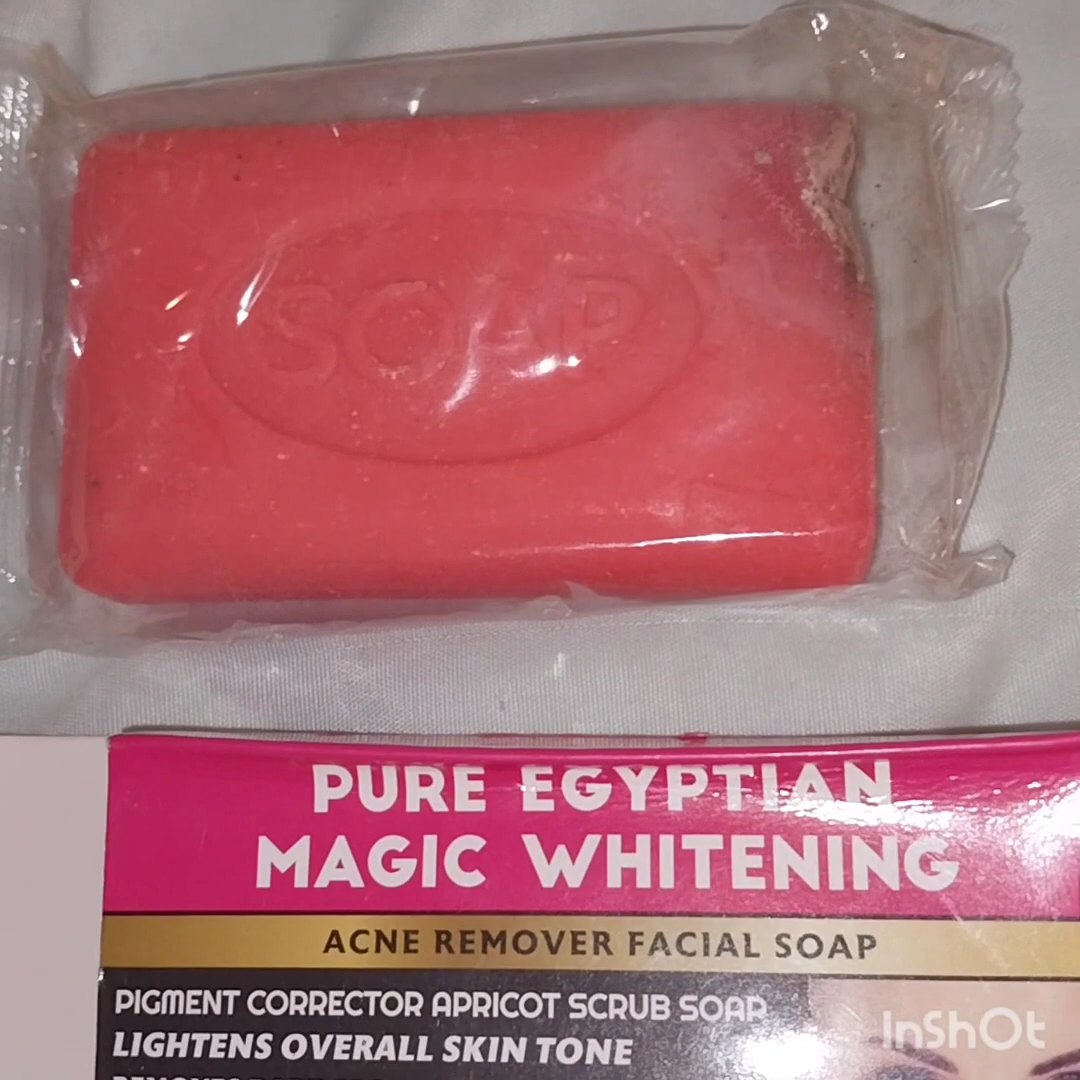 SOAP
PURE EGYPTIAN
MAGIC WHITENING
ACNE REMOVER FACIAL SOAP
PIGMENT CORRECTOR APRICOT SCRUB SOAP
LIGHTENS OVERALL SKIN TONE
InShOt